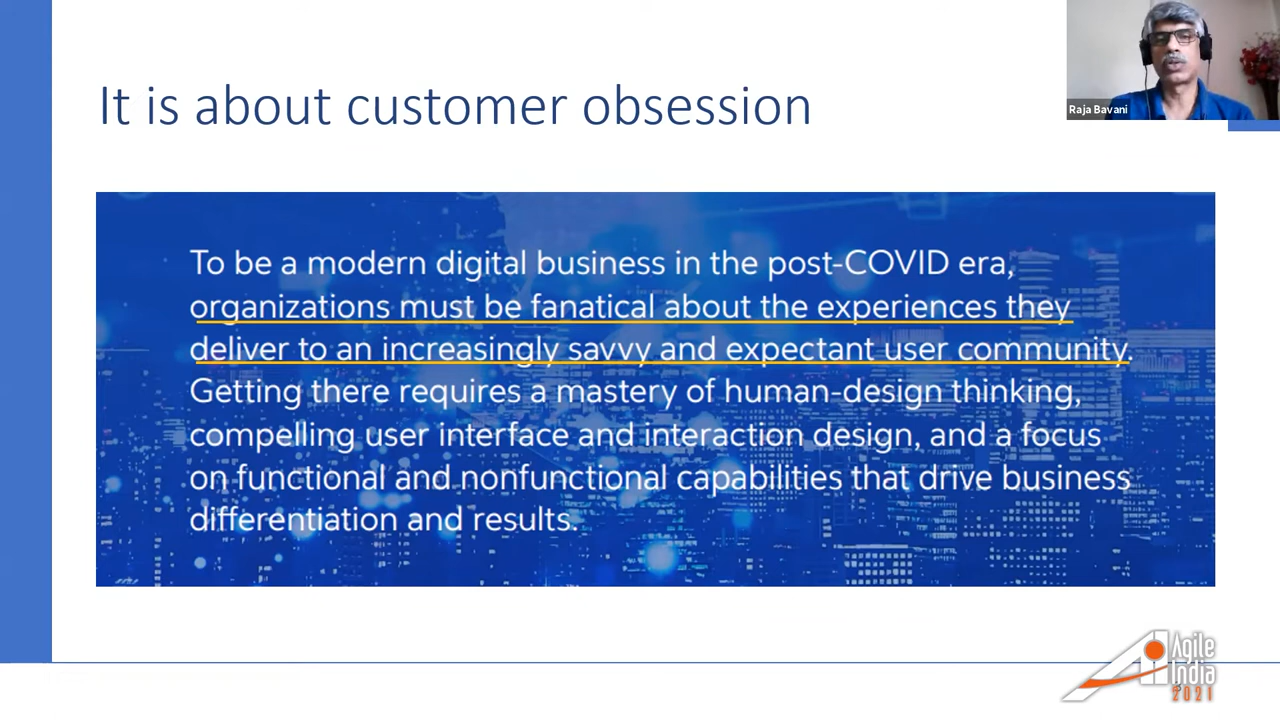 It is about customer obsession
Raja Bavani
To be a modern digital business in the post-COVID era,
organizations must be fanatical about the experiences they
deliver to an increasingly savvy and expectant user community.
Getting there requires a mastery of human-design thinking,
compelling user interface and interaction design, and a focus
on functional and nonfunctional capabilities that drive business
differentiation and results.
Agile
India
2021